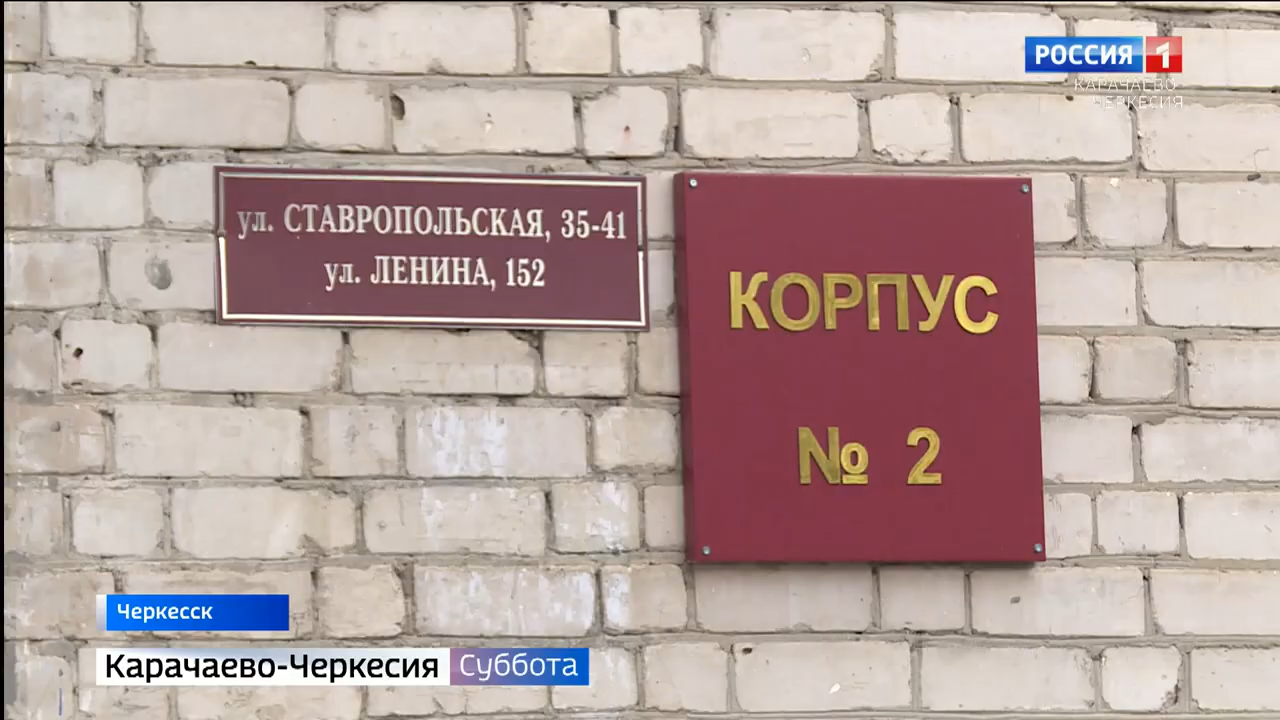 РОССИЯ 1
КАРАЧАЕВО-
ЧЕРКЕСИЯ
ул. СТАВРОПОЛЬСКАЯ, 35-41
ул. ЛЕНИНА, 152
КОРПУС
№ 2
Черкесск
Карачаево-Черкесия Суббота